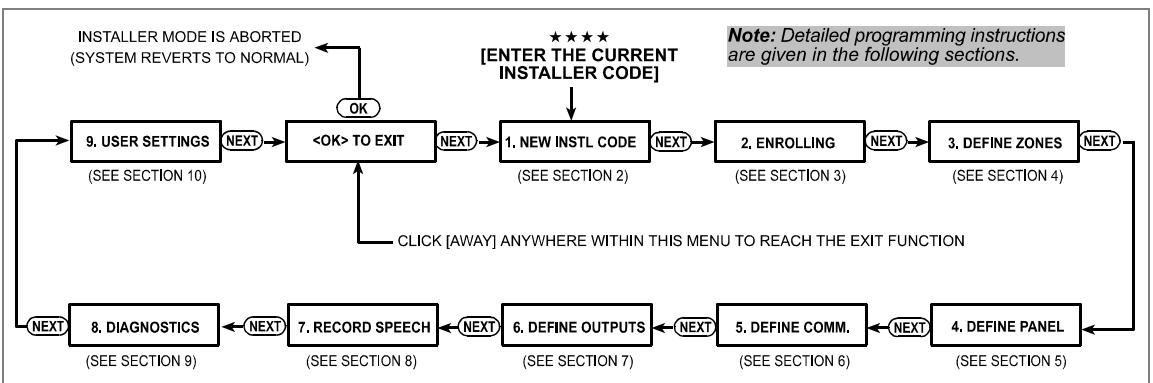 INSTALLER MODE IS ABORTED
(SYSTEM REVERTS TO NORMAL)
★★★★
[ENTER THE CURRENT
INSTALLER CODE]
Note: Detailed programming instructions
are given in the following sections.
OK
9. USER SETTINGS
NEXT
<OK> TO EXIT
NEXT
1. NEW INSTL CODE
NEXT
2. ENROLLING
NEXT
3. DEFINE ZONES
NEXT
(SEE SECTION 10)
(SEE SECTION 2)
(SEE SECTION 3)
(SEE SECTION 4)
CLICK [AWAY] ANYWHERE WITHIN THIS MENU TO REACH THE EXIT FUNCTION
NEXT
8. DIAGNOSTICS
NEXT
7. RECORD SPEECH
NEXT
6. DEFINE OUTPUTS
NEXT
5. DEFINE COMM.
NEXT
4. DEFINE PANEL
(SEE SECTION 9)
(SEE SECTION 8)
(SEE SECTION 7)
(SEE SECTION 6)
(SEE SECTION 5)